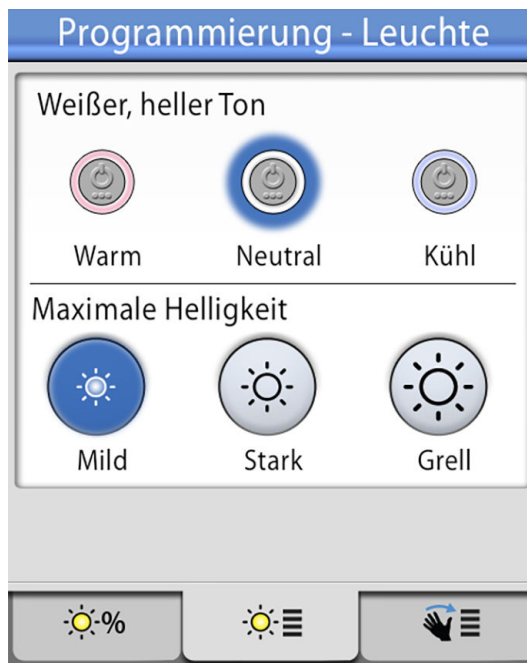 Programmierung - Leuchte
Weißer, heller Ton
Warm Neutral Kühl
Maximale Helligkeit
Mild Stark Grell
%